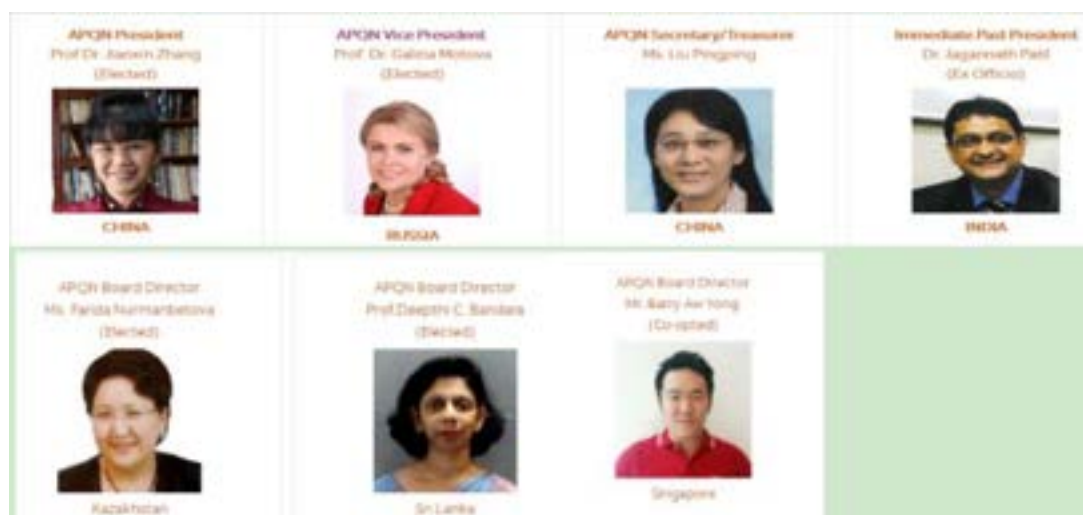 APQN President
Prof Dr. Jianxin Zhang
(Elected)
CHINA
APQN Vice President
Prof. Dr. Galina Motova
(Elected)
RUSSIA
APQN Secretary/Treasurer
Ms. Liu Pingping
CHINA
Immediate Past President
Dr. Jagannath Patil
(Ex Officio)
INDIA
APQN Board Director
Ms. Farida Nurmanbetova
(Elected)
Kazakhstan
APQN Board Director
Prof.Deepthi C. Bandara
(Elected)
Sri Lanka
APQN Board Director
Mr. Barry Aw Yong
(Co-opted)
Singapore